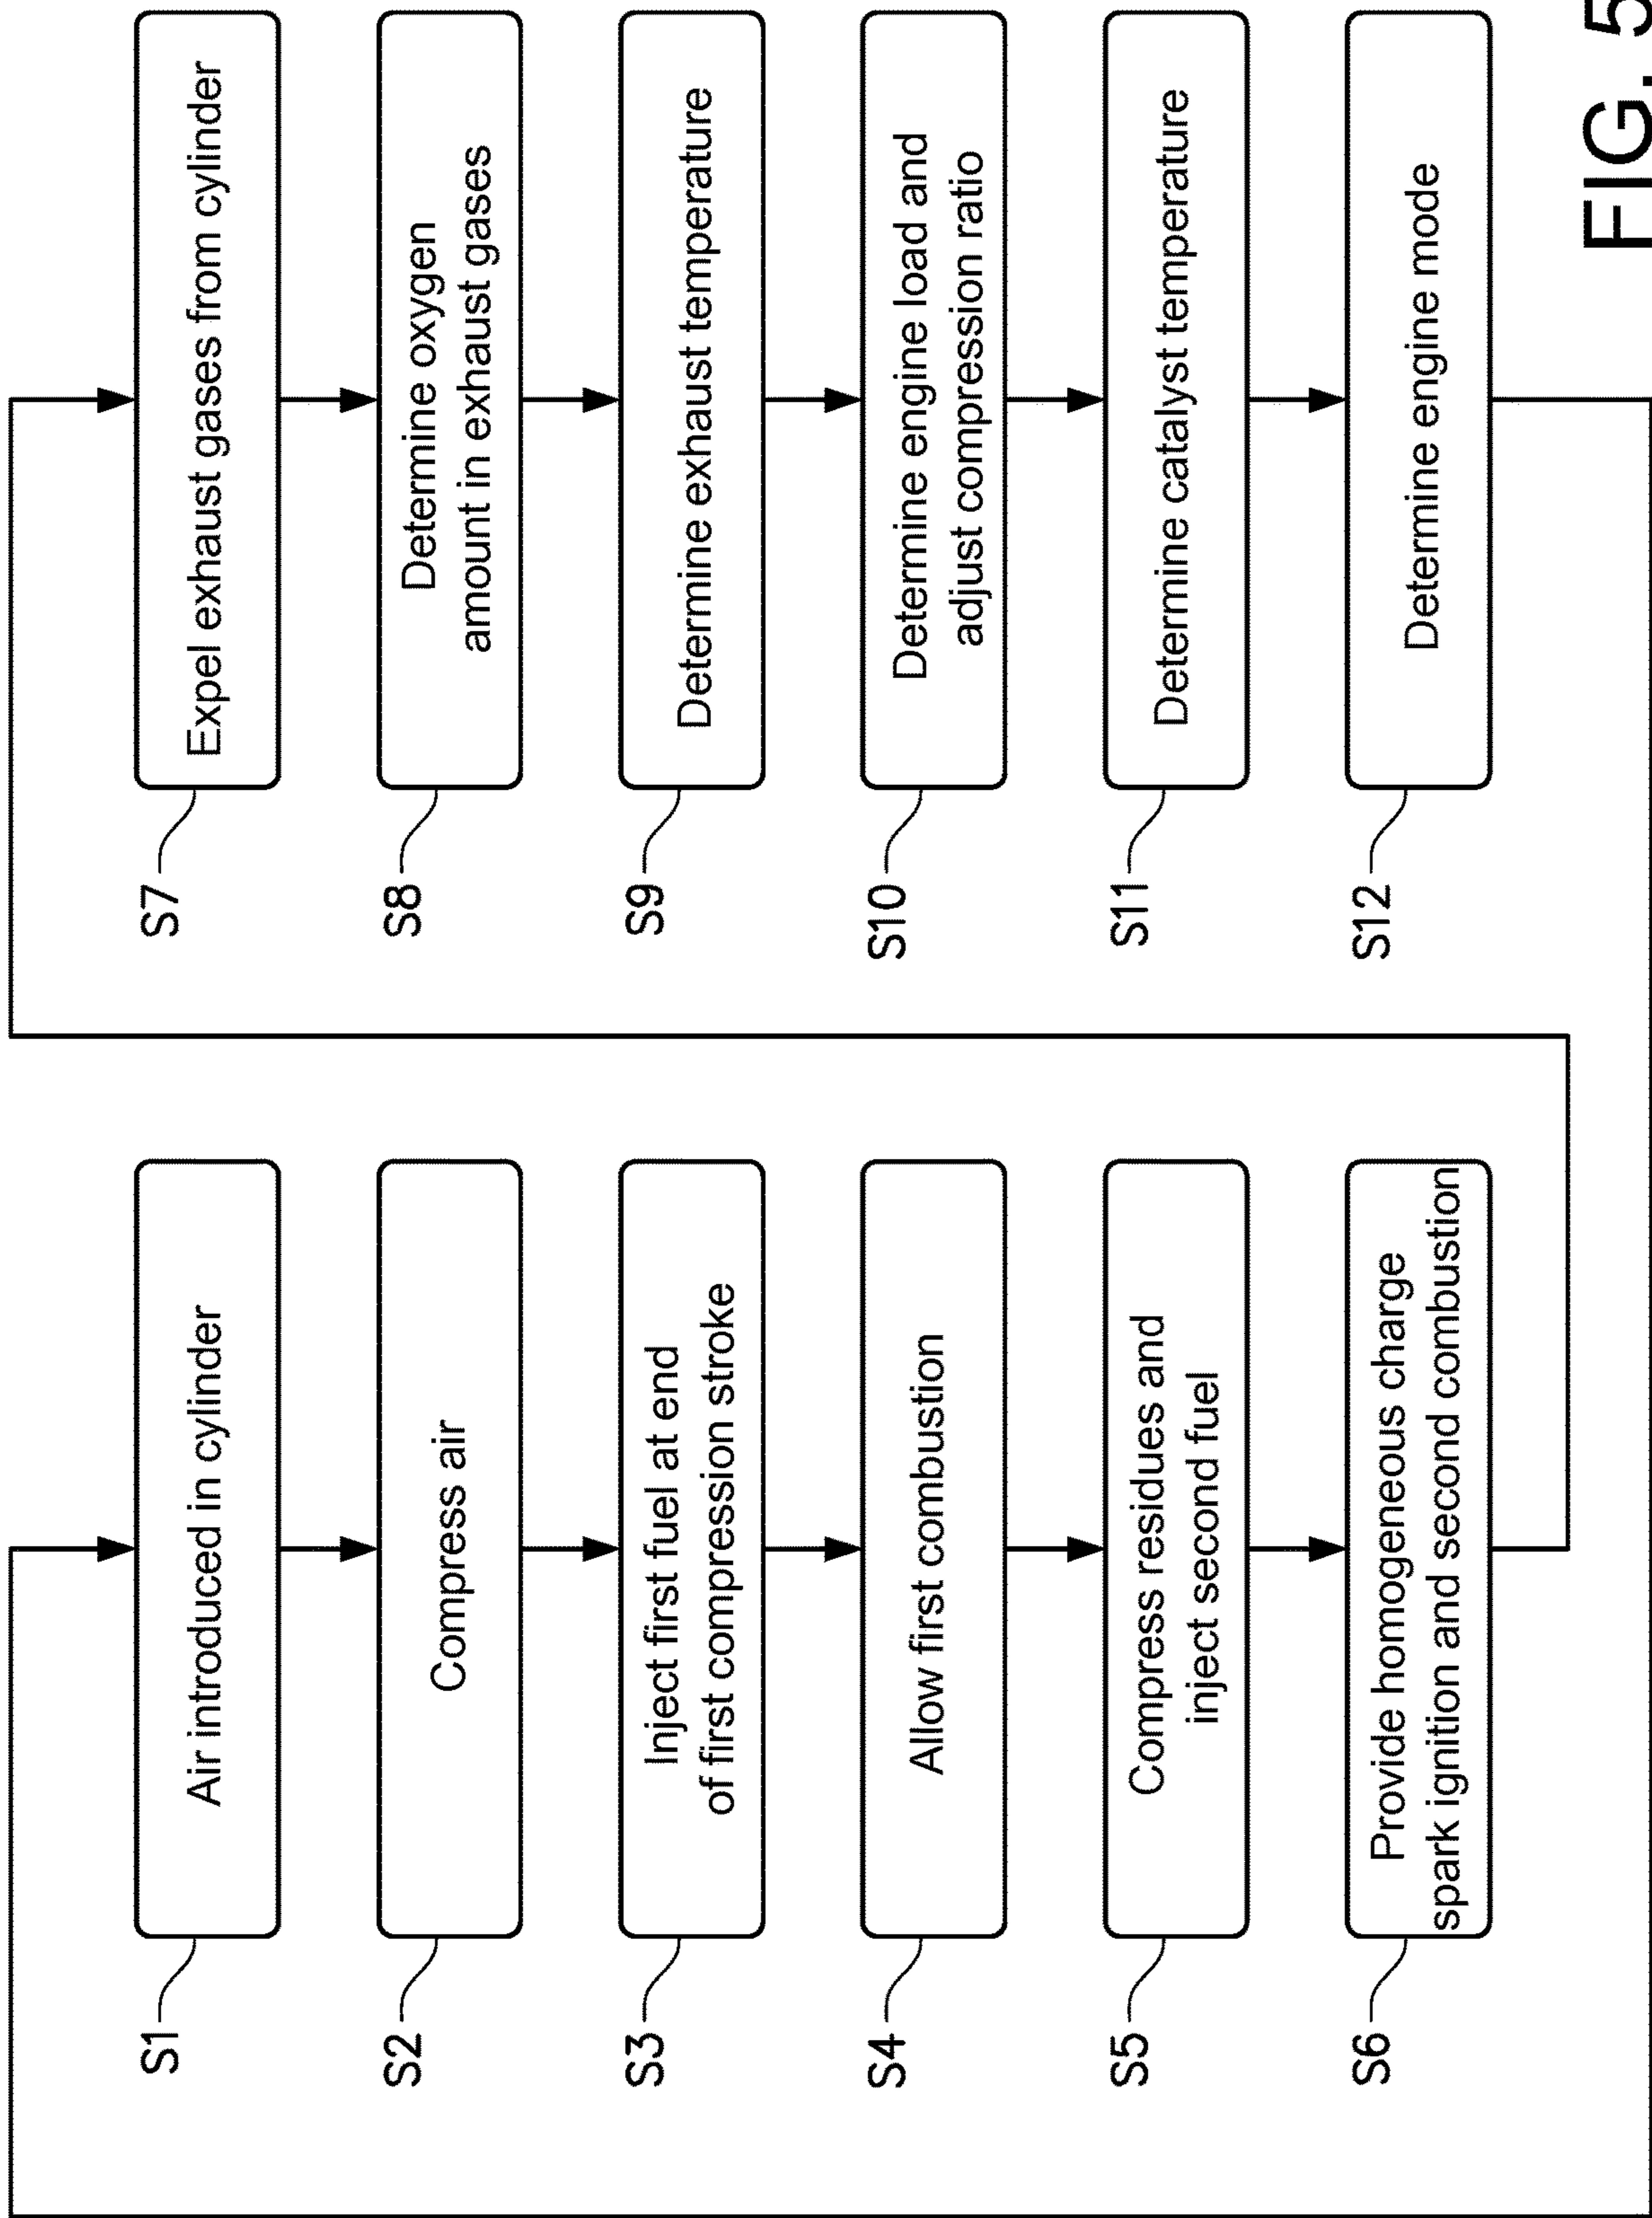 S1
Air introduced in cylinder
S2
Compress air
S3
Inject first fuel at end
of first compression stroke
S4
Allow first combustion
S5
Compress residues and
inject second fuel
S6
Provide homogeneous charge
spark ignition and second combustion
S7
Expel exhaust gases from cylinder
S8
Determine oxygen
amount in exhaust gases
S9
Determine exhaust temperature
S10
Determine engine load and
adjust compression ratio
S11
Determine catalyst temperature
S12
Determine engine mode
FIG. 5